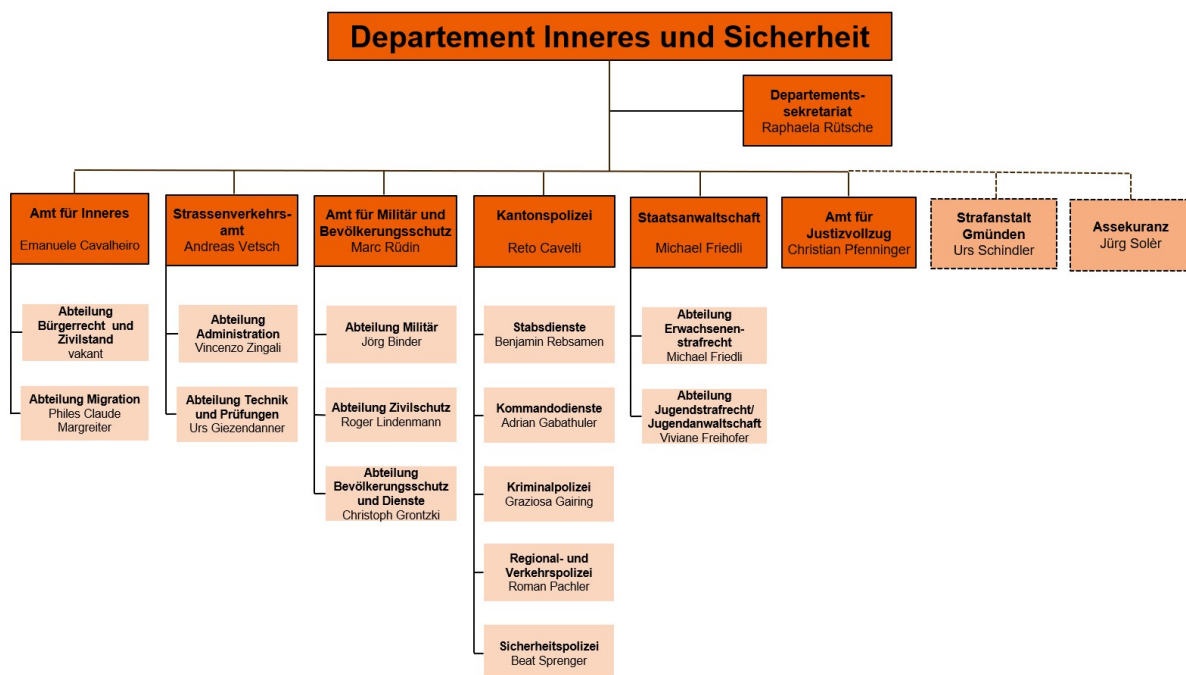 Departement Inneres und Sicherheit
Departements-
sekretariat
Raphaela Rütsche
Amt für Inneres
Emanuele Cavalheiro
Strassenverkehrs-
amt
Andreas Vetsch
Amt für Militär und
Bevölkerungsschutz
Marc Rüdin
Kantonspolizei
Reto Cavelti
Staatsanwaltschaft
Michael Friedli
Amt für
Justizvollzug
Christian Pfenninger
Strafanstalt
Gmünden
Urs Schindler
Assekuranz
Jürg Solèr
Abteilung
Bürgerrecht und
Zivilstand
vakant
Abteilung Migration
Philes Claude
Margreiter
Abteilung
Administration
Vincenzo Zingali
Abteilung Technik
und Prüfungen
Urs Giezendanner
Abteilung Militär
Jörg Binder
Abteilung Zivilschutz
Roger Lindenmann
Abteilung
Bevölkerungsschutz
und Dienste
Christoph Grontzki
Stabsdienste
Benjamin Rebsamen
Kommandodienste
Adrian Gabathuler
Kriminalpolizei
Graziosa Gairing
Regional- und
Verkehrspolizei
Roman Pachler
Sicherheitspolizei
Beat Sprenger
Abteilung
Erwachsenen-
strafrecht
Michael Friedli
Abteilung
Jugendstrafrecht/
Jugendanwaltschaft
Viviane Freihofer